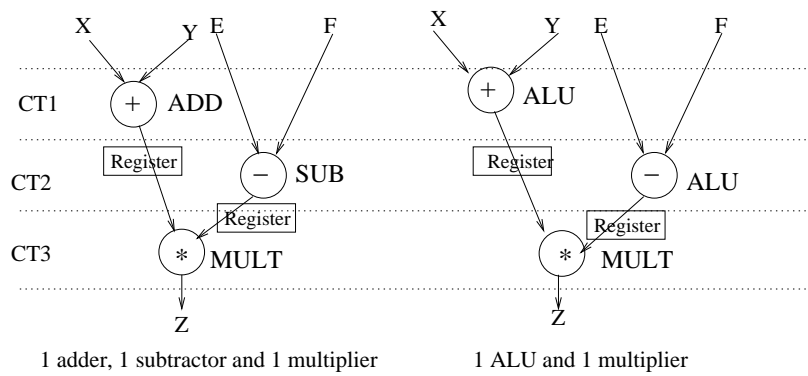 X Y E F X Y E F
CT1 + ADD + ALU
Register Register
CT2 − SUB − ALU
Register Register
CT3 * MULT * MULT
Z Z
1 adder, 1 subtractor and 1 multiplier 1 ALU and 1 multiplier